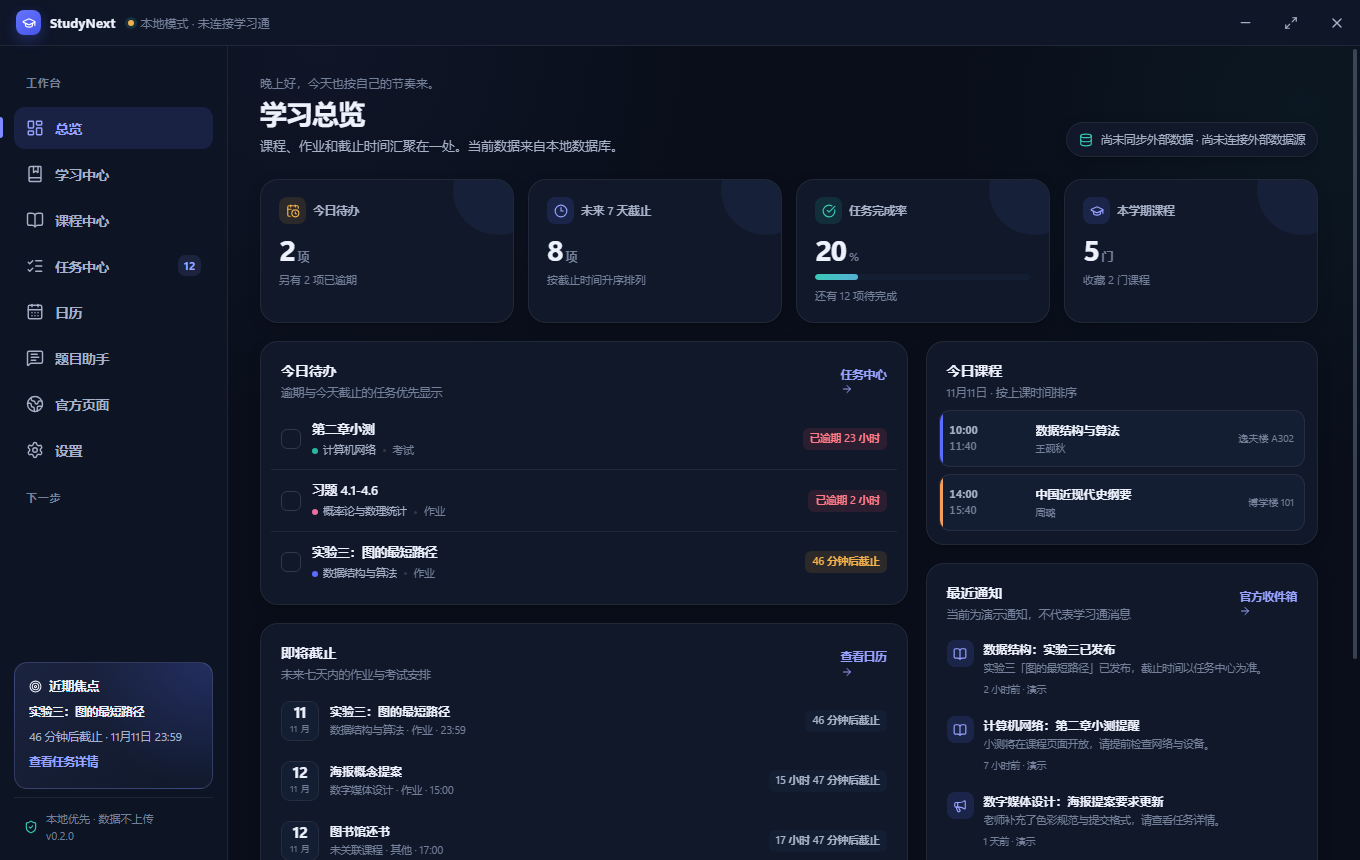 StudyNext
本地模式 · 未连接学习通
工作台
总览
学习中心
课程中心
任务中心
12
日历
题目助手
官方页面
设置
下一步
近期焦点
实验三：图的最短路径
46 分钟后截止 · 11月11日 23:59
查看任务详情
本地优先 · 数据不上传
v0.2.0
晚上好，今天也按自己的节奏来。
学习总览
课程、作业和截止时间汇聚在一处。当前数据来自本地数据库。
尚未同步外部数据 · 尚未连接外部数据源
今日待办
2项
另有 2 项已逾期
未来 7 天截止
8项
按截止时间升序排列
任务完成率
20%
还有 12 项待完成
本学期课程
5门
收藏 2 门课程
今日待办
逾期与今天截止的任务优先显示
任务中心
→
第二章小测
计算机网络 · 考试
已逾期 23 小时
习题 4.1-4.6
概率论与数理统计 · 作业
已逾期 2 小时
实验三：图的最短路径
数据结构与算法 · 作业
46 分钟后截止
即将截止
未来七天内的作业与考试安排
查看日历
→
11
11 月
实验三：图的最短路径
数据结构与算法 · 作业 · 23:59
46 分钟后截止
12
11 月
海报概念提案
数字媒体设计 · 作业 · 15:00
15 小时 47 分钟后截止
12
11 月
图书馆还书
未关联课程 · 其他 · 17:00
17 小时 47 分钟后截止
今日课程
11月11日 · 按上课时间排序
10:00
11:40
数据结构与算法
王砚秋
逸夫楼 A302
14:00
15:40
中国近现代史纲要
周璐
博学楼 101
最近通知
当前为演示通知，不代表学习通消息
官方收件箱
→
数据结构：实验三已发布
实验三「图的最短路径」已发布，截止时间以任务中心为准。
2 小时前 · 演示
计算机网络：第二章小测提醒
小测将在课程页面开放，请提前检查网络与设备。
7 小时前 · 演示
数字媒体设计：海报提案要求更新
老师补充了色彩规范与提交格式，请查看任务详情。
1 天前 · 演示